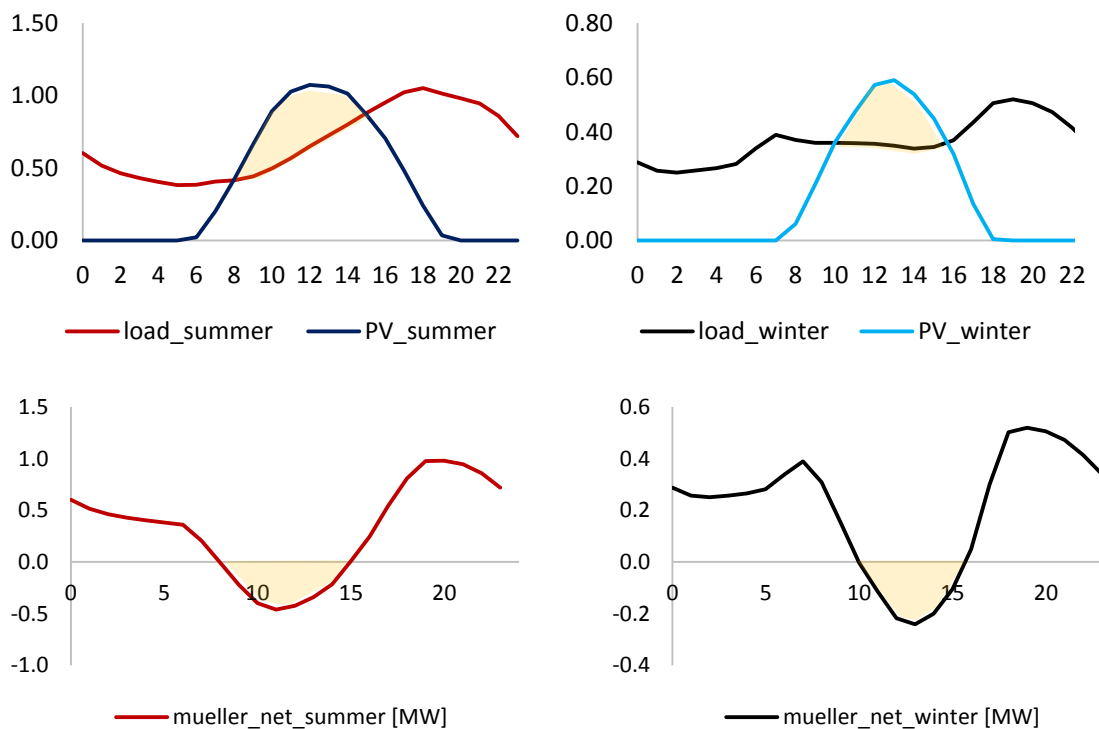 1.50
1.00
0.50
0.00
0 2 4 6 8 10 12 14 16 18 20 22
load_summer PV_summer
0.80
0.60
0.40
0.20
0.00
0 2 4 6 8 10 12 14 16 18 20 22
load_winter PV_winter
1.5
1.0
0.5
0.0
-0.5
-1.0
0 5 10 15 20
mueller_net_summer [MW]
0.6
0.4
0.2
0.0
-0.2
-0.4
0 5 10 15 20
mueller_net_winter [MW]